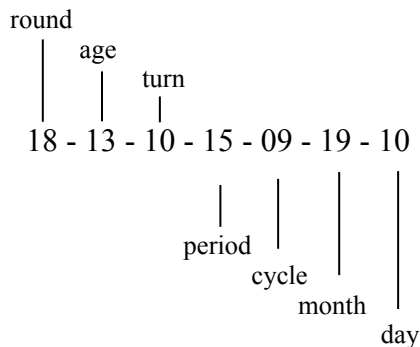 round
age
turn
18 - 13 - 10 - 15 - 09 - 19 - 10
period
cycle
month
day